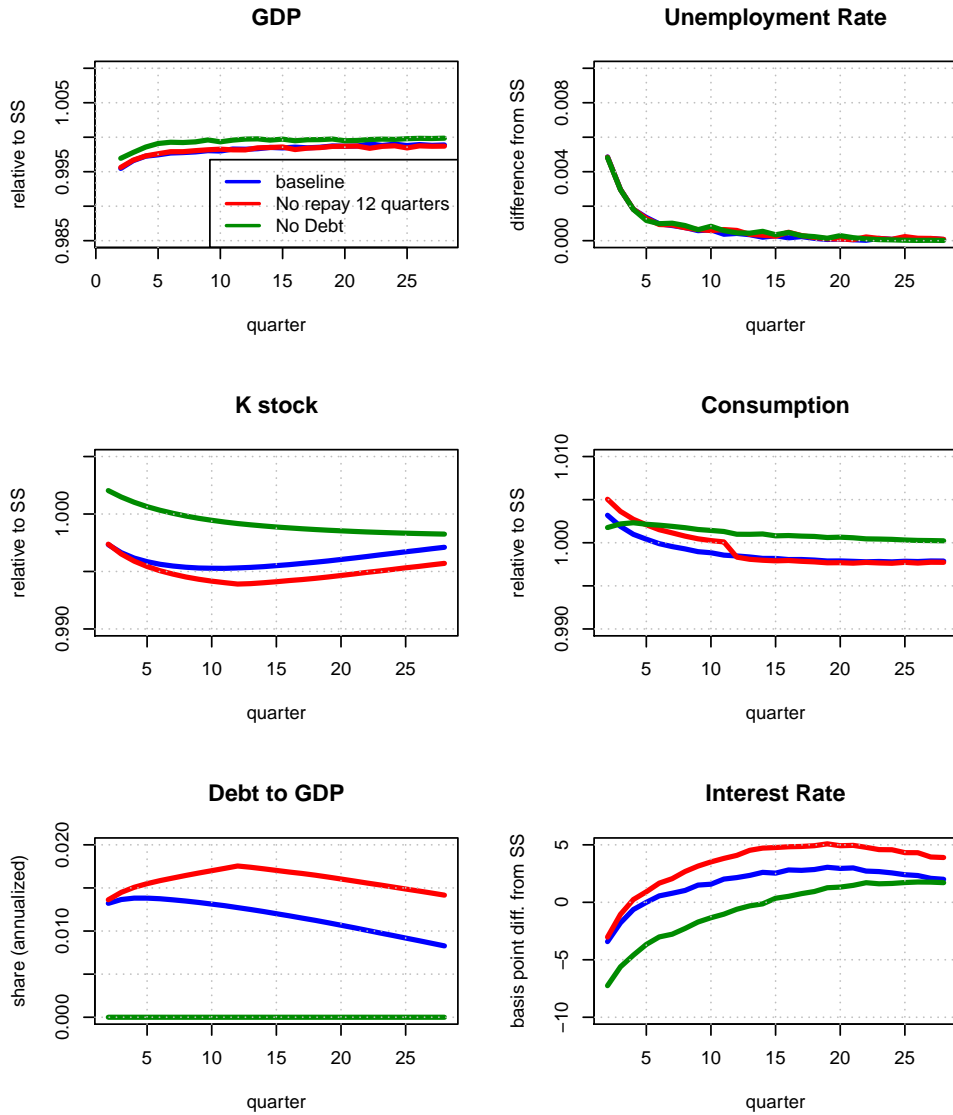 GDP
relative to SS
0.985
0.995
1.005
baseline
No repay 12 quarters
No Debt
0 5 10 15 20 25
quarter
Unemployment Rate
difference from SS
0.000
0.004
0.008
5 10 15 20 25
quarter
K stock
relative to SS
0.990
1.000
5 10 15 20 25
quarter
Consumption
relative to SS
0.990
1.000
1.010
5 10 15 20 25
quarter
Debt to GDP
share (annualized)
0.000
0.010
0.020
5 10 15 20 25
quarter
Interest Rate
basis point diff. from SS
−10
−5
0
5
5 10 15 20 25
quarter